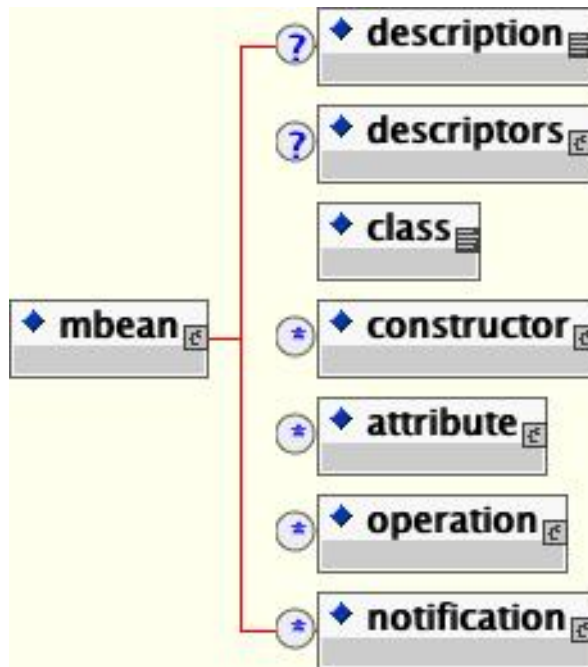 ? description
? descriptors
class
mbean
* constructor
* attribute
* operation
* notification